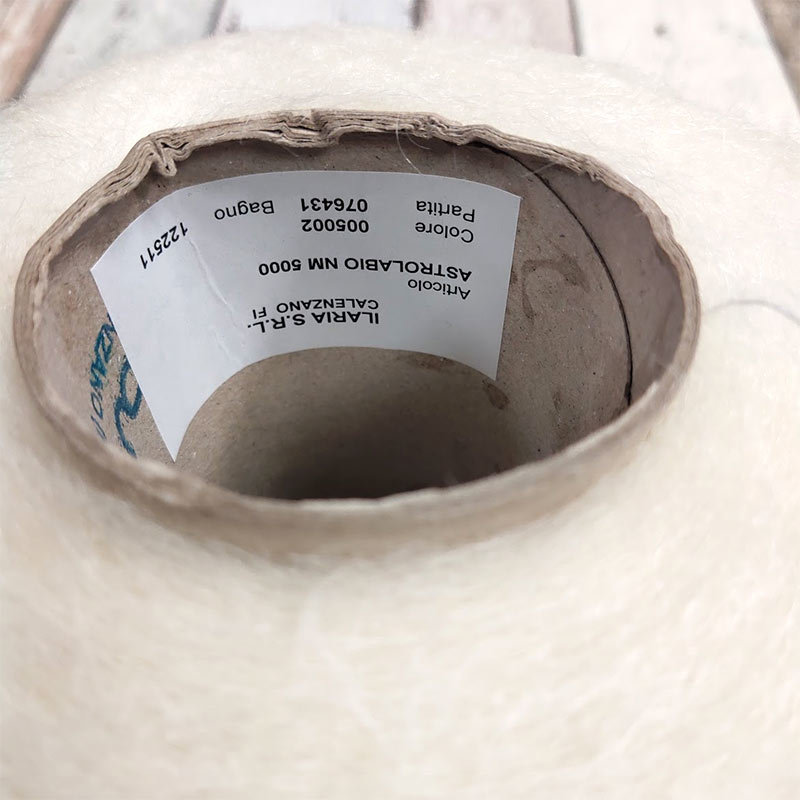 ILARIA S.R.L.
CALENZANO FI
Articolo
ASTROLABIO NM 5000
Colore 005002
Partita 076431 Bagno 122511